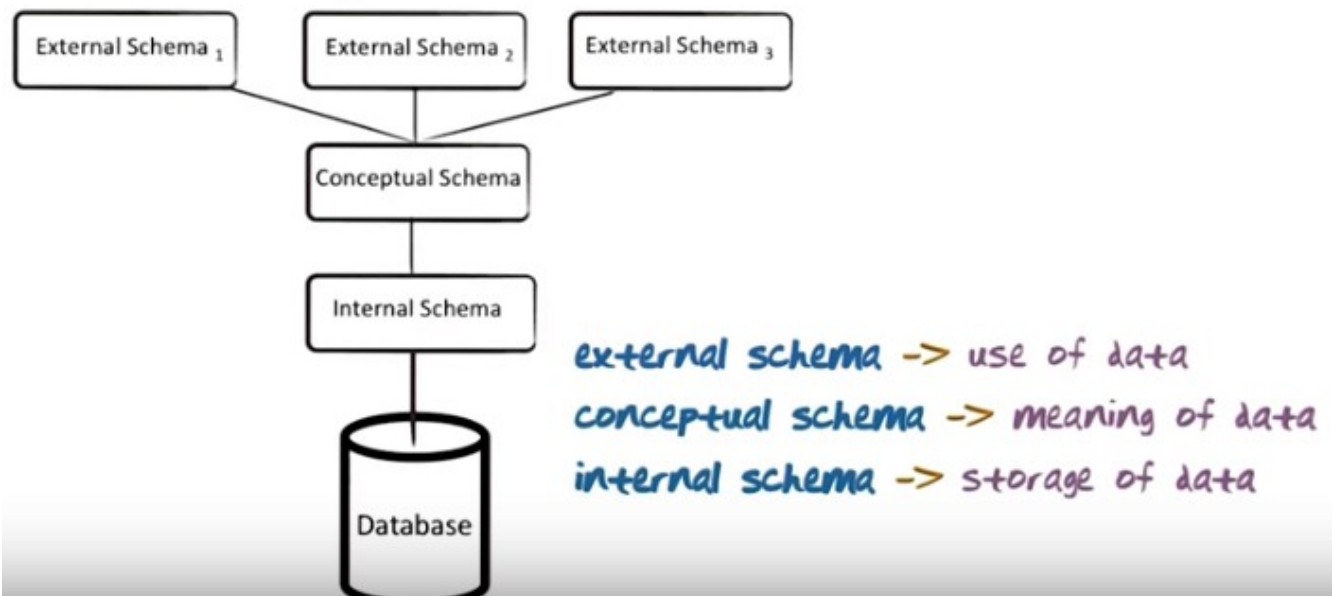 External Schema 1
External Schema 2
External Schema 3
Conceptual Schema
Internal Schema
external schema -> use of data
conceptual schema -> meaning of data
internal schema -> storage of data
Database